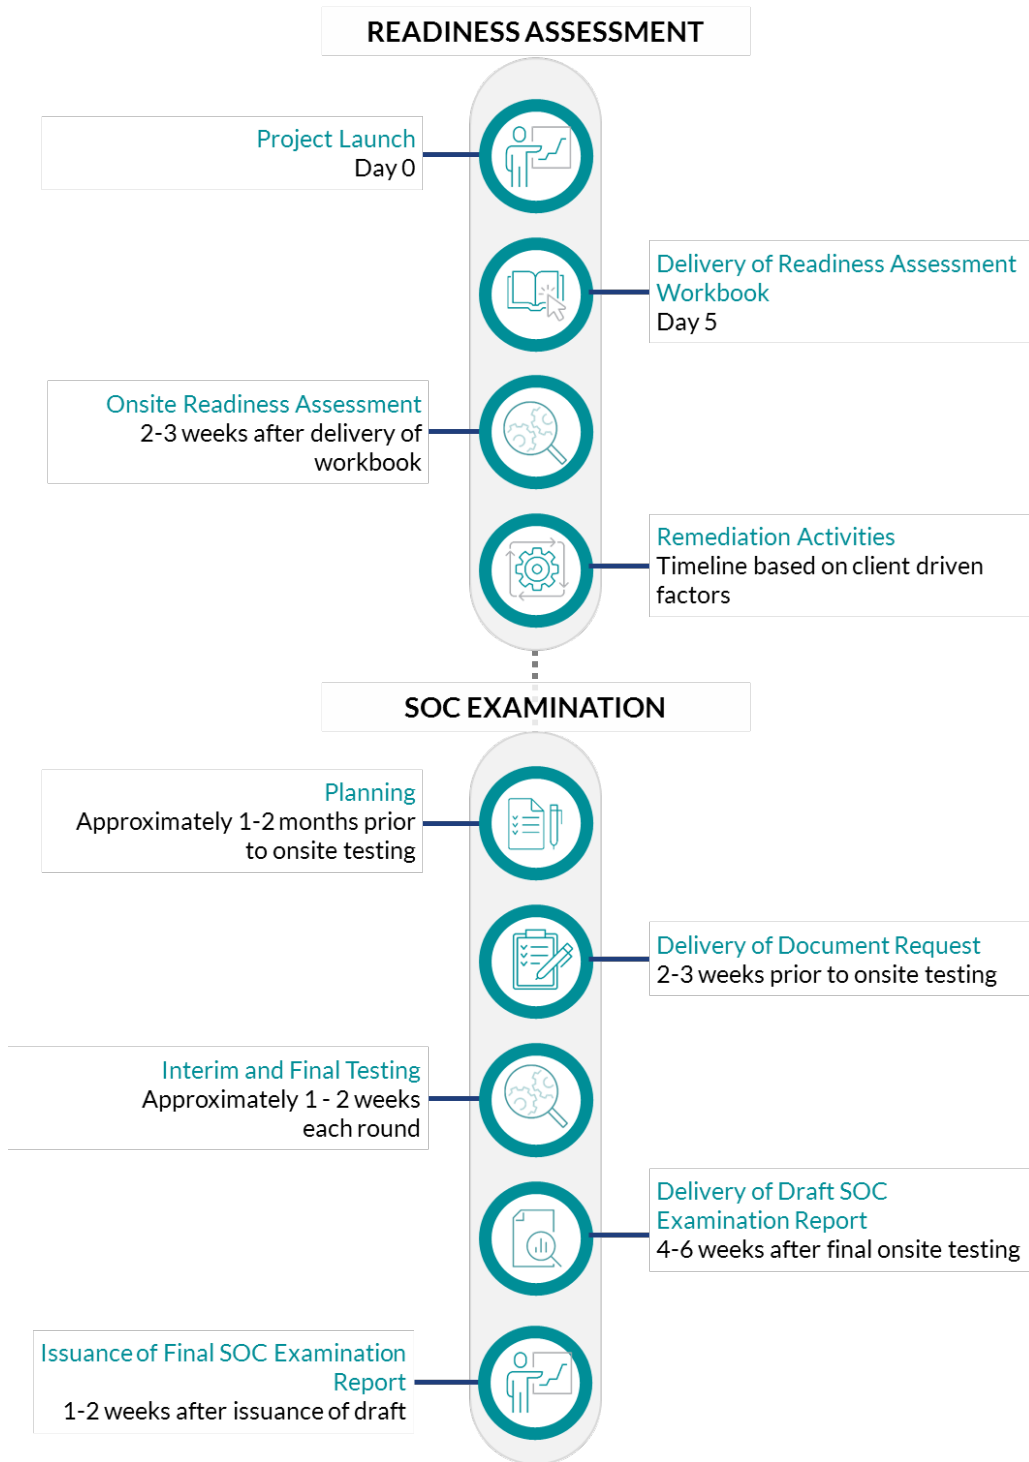 READINESS ASSESSMENT
Project Launch
Day 0
Delivery of Readiness Assessment
Workbook
Day 5
Onsite Readiness Assessment
2-3 weeks after delivery of
workbook
Remediation Activities
Timeline based on client driven
factors
SOC EXAMINATION
Planning
Approximately 1-2 months prior
to onsite testing
Delivery of Document Request
2-3 weeks prior to onsite testing
Interim and Final Testing
Approximately 1 - 2 weeks
each round
Delivery of Draft SOC
Examination Report
4-6 weeks after final onsite testing
Issuance of Final SOC Examination
Report
1-2 weeks after issuance of draft